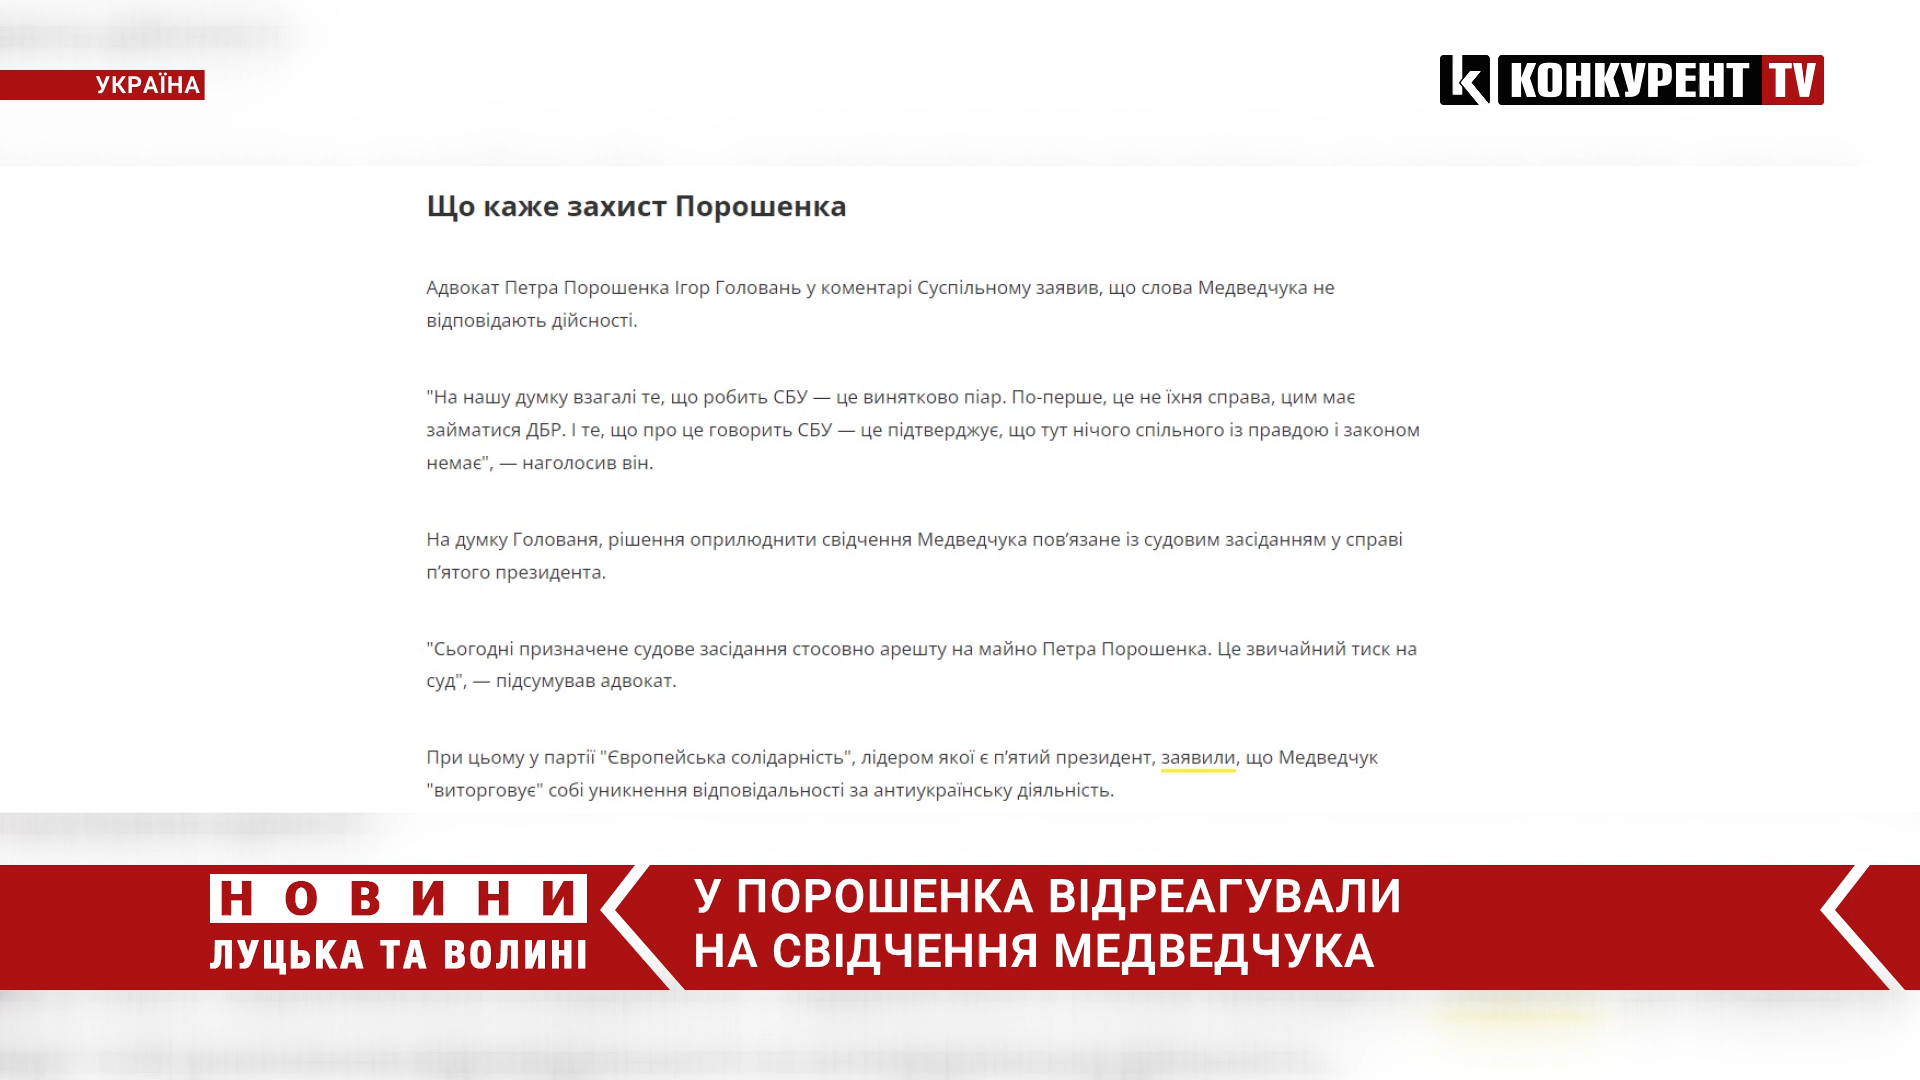 УКРАЇНА
k КОНКУРЕНТ TV
Що каже захист Порошенка
Адвокат Петра Порошенка Ігор Головань у коментарі Суспільному заявив, що слова Медведчука не
відповідають дійсності.
"На нашу думку взагалі те, що робить СБУ — це винятково піар. По-перше, це не їхня справа, цим має
займатися ДБР. І те, що про це говорить СБУ — це підтверджує, що тут нічого спільного із правдою і законом
немає", — наголосив він.
На думку Голованя, рішення оприлюднити свідчення Медведчука пов’язане із судовим засіданням у справі
п’ятого президента.
"Сьогодні призначене судове засідання стосовно арешту на майно Петра Порошенка. Це звичайний тиск на
суд", — підсумував адвокат.
При цьому у партії "Європейська солідарність", лідером якої є п’ятий президент, заявили, що Медведчук
"виторговує" собі уникнення відповідальності за антиукраїнську діяльність.
НОВИНИ
ЛУЦЬКА ТА ВОЛИНІ
У ПОРОШЕНКА ВІДРЕАГУВАЛИ
НА СВІДЧЕННЯ МЕДВЕДЧУКА